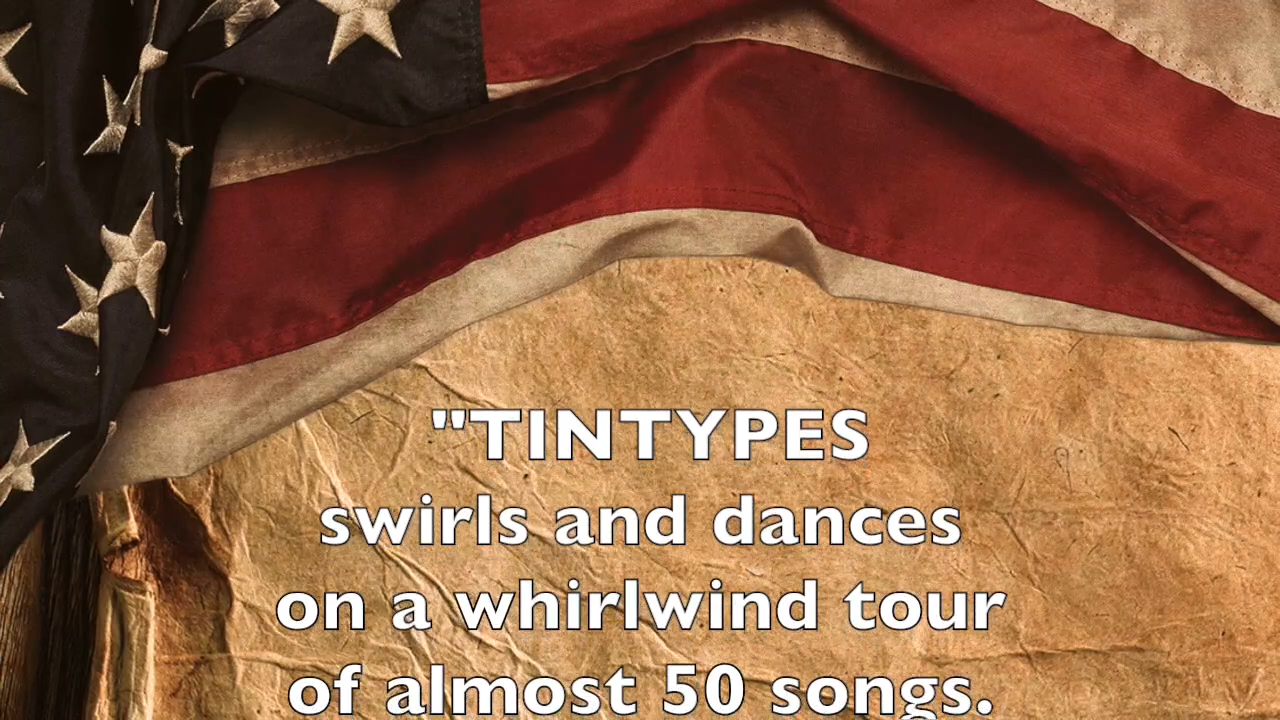 "TINTYPES
swirls and dances
on a whirlwind tour
of almost 50 songs.